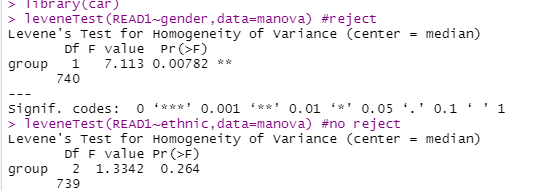 > library(car)
> leveneTest(READ1~gender,data=manova) #reject
Levene's Test for Homogeneity of Variance (center = median)
       Df F value  Pr(>F)
group   1   7.113 0.00782 **
      740
---
Signif. codes:  0 ‘***’ 0.001 ‘**’ 0.01 ‘*’ 0.05 ‘.’ 0.1 ‘ ’ 1
> leveneTest(READ1~ethnic,data=manova) #no reject
Levene's Test for Homogeneity of Variance (center = median)
       Df F value Pr(>F)
group   2  1.3342  0.264
      739